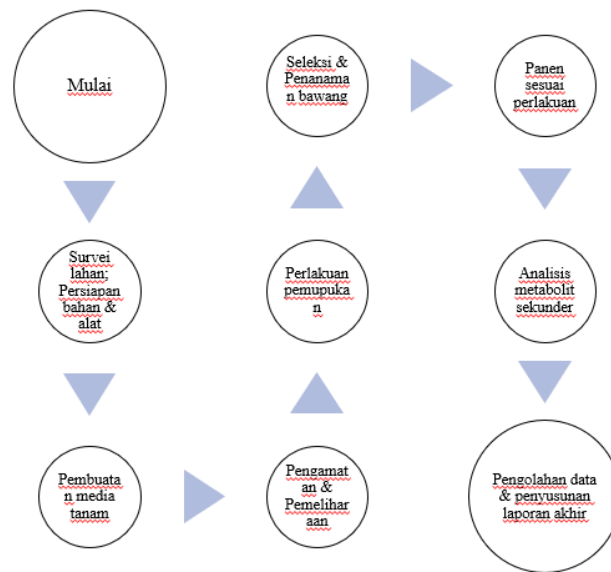 Mulai
Survei
lahan;
Persiapan
bahan &
alat
Pembuata
n media
tanam
Pengamat
an &
Pemelihar
aan
Perlakuan
pemupuka
n
Seleksi &
Penanama
n bawang
Panen
sesuai
perlakuan
Analisis
metabolit
sekunder
Pengolahan data
& penyusunan
laporan akhir